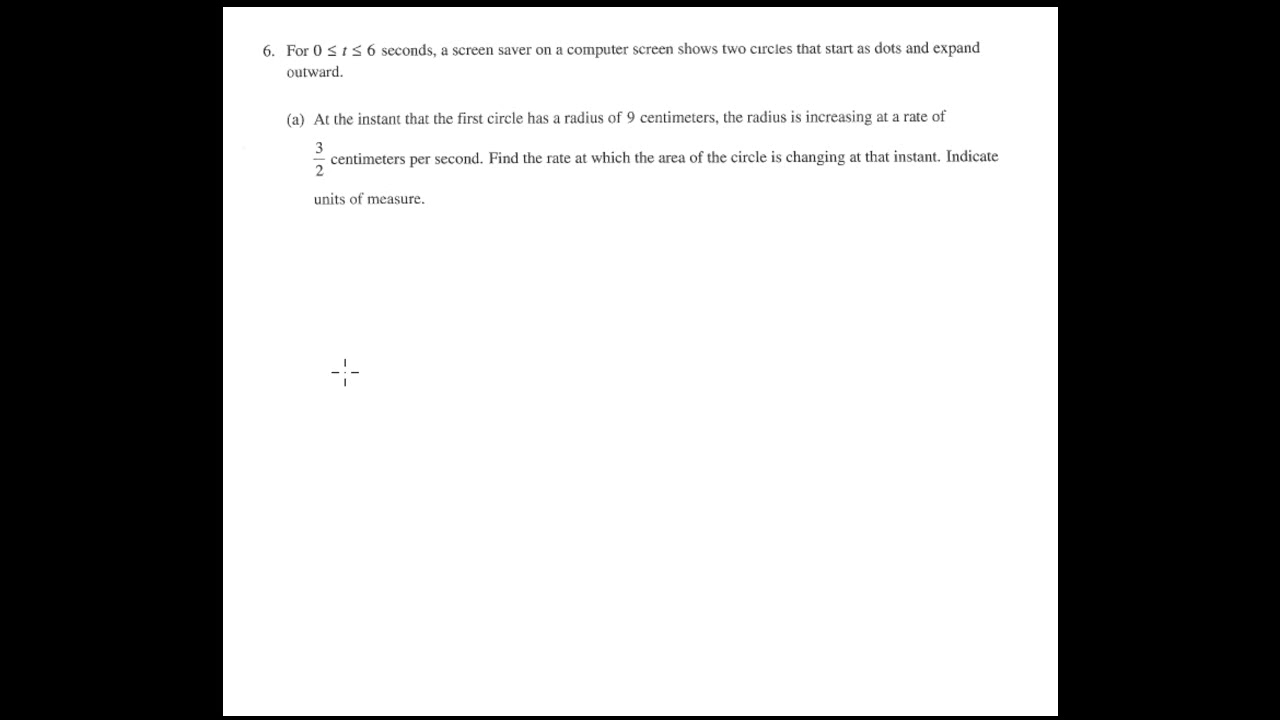 6. For 0 ≤ t ≤ 6 seconds, a screen saver on a computer screen shows two circles that start as dots and expand
outward.
(a) At the instant that the first circle has a radius of 9 centimeters, the radius is increasing at a rate of
3/2 centimeters per second. Find the rate at which the area of the circle is changing at that instant. Indicate
units of measure.